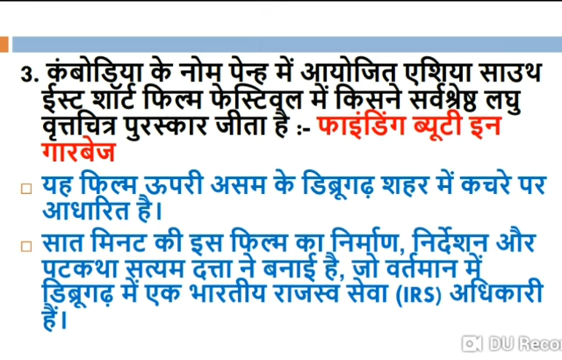 3. कंबोडिया के नोम पेन्ह में आयोजित एशिया साउथ
ईस्ट शॉर्ट फिल्म फेस्टिवल में किसने सर्वश्रेष्ठ लघु
वृत्तचित्र पुरस्कार जीता है :- फाइंडिंग ब्यूटी इन
गारबेज
यह फिल्म ऊपरी असम के डिब्रूगढ़ शहर में कचरे पर
आधारित है।
सात मिनट की इस फिल्म का निर्माण, निर्देशन और
पटकथा सत्यम दत्ता ने बनाई है, जो वर्तमान में
डिब्रूगढ़ में एक भारतीय राजस्व सेवा (IRS) अधिकारी
हैं।
DU Recor